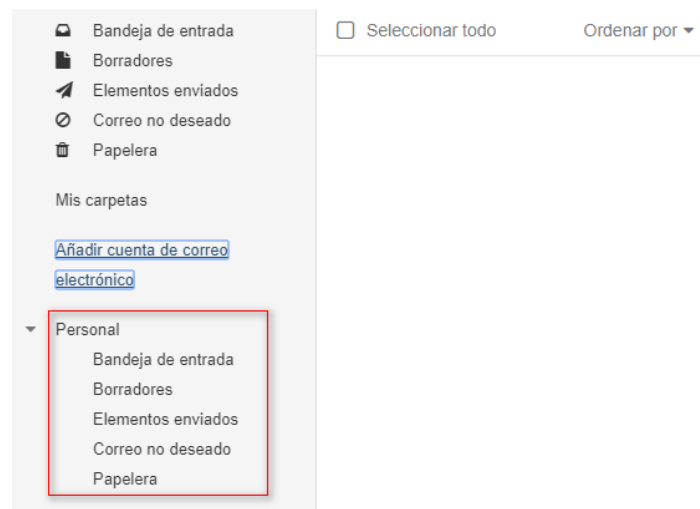 Bandeja de entrada
Borradores
Elementos enviados
Correo no deseado
Papelera
Mis carpetas
Añadir cuenta de correo
electrónico
Personal
Bandeja de entrada
Borradores
Elementos enviados
Correo no deseado
Papelera
Seleccionar todo
Ordenar por